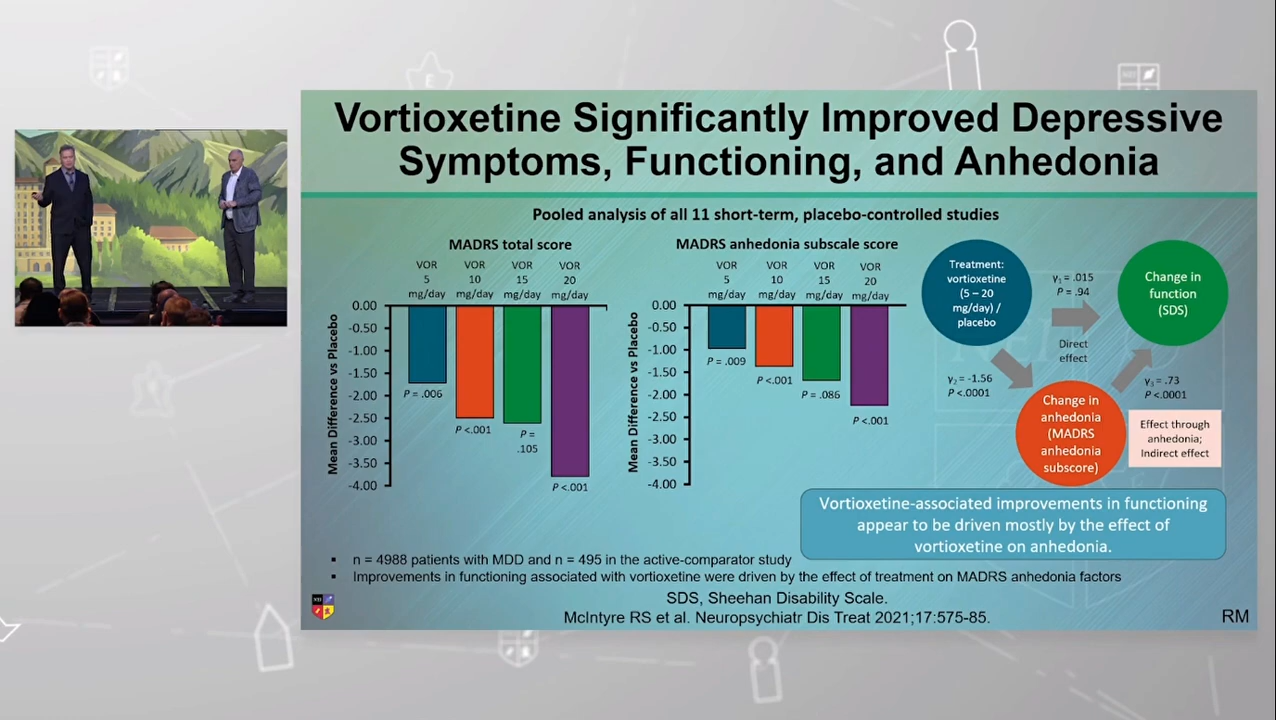 Vortioxetine Significantly Improved Depressive
Symptoms, Functioning, and Anhedonia
Pooled analysis of all 11 short-term, placebo-controlled studies
MADRS total score
VOR
5
mg/day
VOR
10
mg/day
VOR
15
mg/day
VOR
20
mg/day
Mean Difference vs Placebo
0.00
-0.50
-1.00
-1.50
-2.00
-2.50
-3.00
-3.50
-4.00
P = .006
P <.001
P =
.105
P <.001
MADRS anhedonia subscale score
VOR
5
mg/day
VOR
10
mg/day
VOR
15
mg/day
VOR
20
mg/day
Mean Difference vs Placebo
0.00
-0.50
-1.00
-1.50
-2.00
-2.50
-3.00
-3.50
-4.00
P = .009
P <.001
P = .086
P <.001
Treatment:
vortioxetine
(5 – 20
mg/day) /
placebo
γ₁ = .015
P = .94
Direct
effect
Change in
function
(SDS)
γ₂ = -1.56
P <.0001
Change in
anhedonia
(MADRS
anhedonia
subscore)
γ₃ = .73
P <.0001
Effect through
anhedonia;
Indirect effect
Vortioxetine-associated improvements in functioning
appear to be driven mostly by the effect of
vortioxetine on anhedonia.
▪ n = 4988 patients with MDD and n = 495 in the active-comparator study
▪ Improvements in functioning associated with vortioxetine were driven by the effect of treatment on MADRS anhedonia factors
SDS, Sheehan Disability Scale.
McIntyre RS et al. Neuropsychiatr Dis Treat 2021;17:575-85.
RM